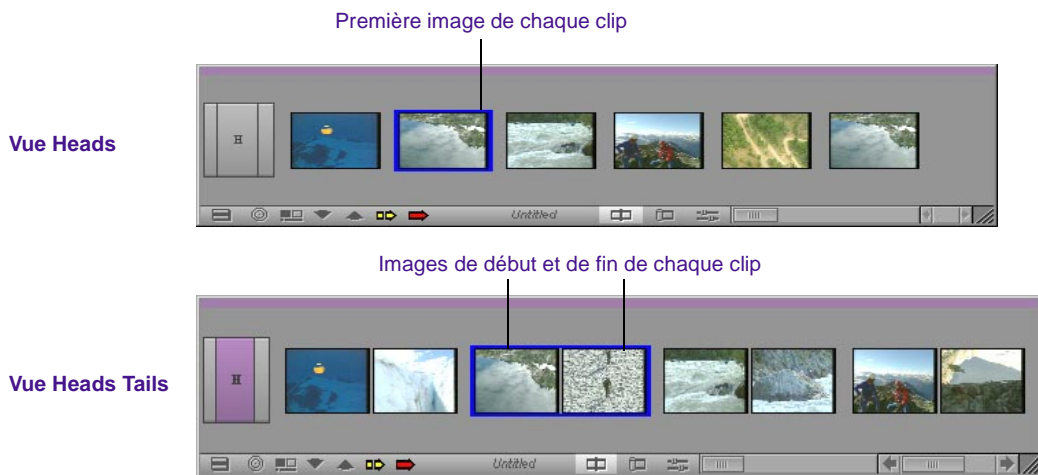 Première image de chaque clip
Vue Heads
H
Untitled
Images de début et de fin de chaque clip
Vue Heads Tails
H
Untitled